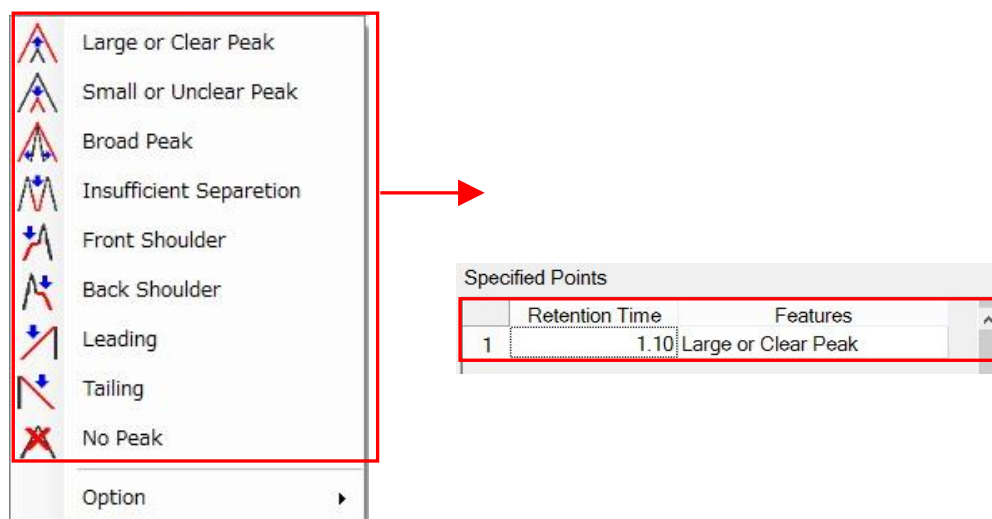 Large or Clear Peak
Small or Unclear Peak
Broad Peak
Insufficient Separetion
Front Shoulder
Back Shoulder
Leading
Tailing
No Peak
Option
Specified Points
Retention Time Features
1 1.10 Large or Clear Peak